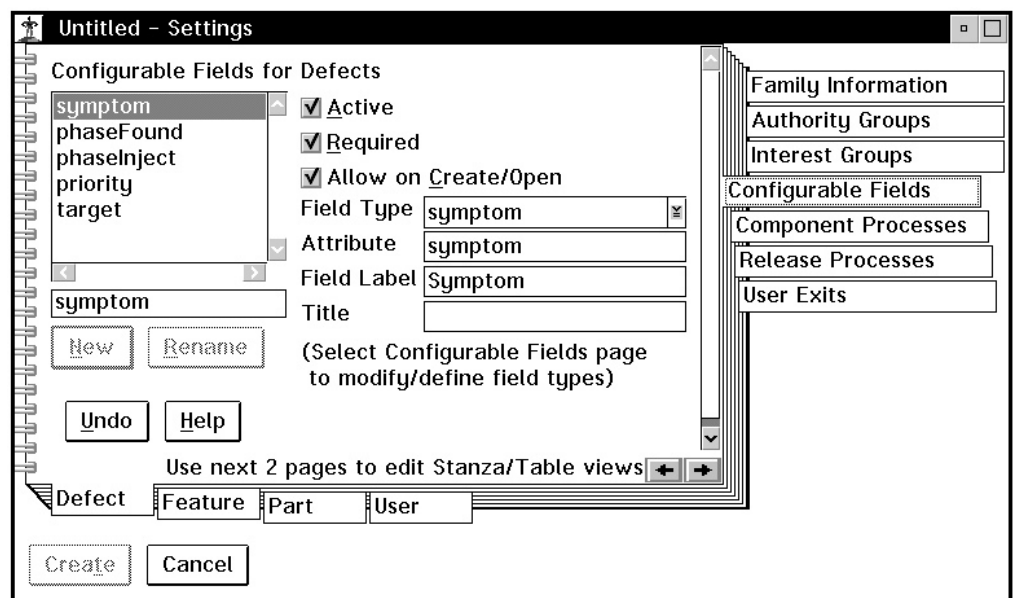 Untitled - Settings
Configurable Fields for Defects
symptom
phaseFound
phaseInject
priority
target
symptom
New
Rename
Undo
Help
Active
Required
Allow on Create/Open
Field Type symptom
Attribute symptom
Field Label Symptom
Title
(Select Configurable Fields page
to modify/define field types)
Use next 2 pages to edit Stanza/Table views
Defect
Feature
Part
User
Family Information
Authority Groups
Interest Groups
Configurable Fields
Component Processes
Release Processes
User Exits
Create
Cancel